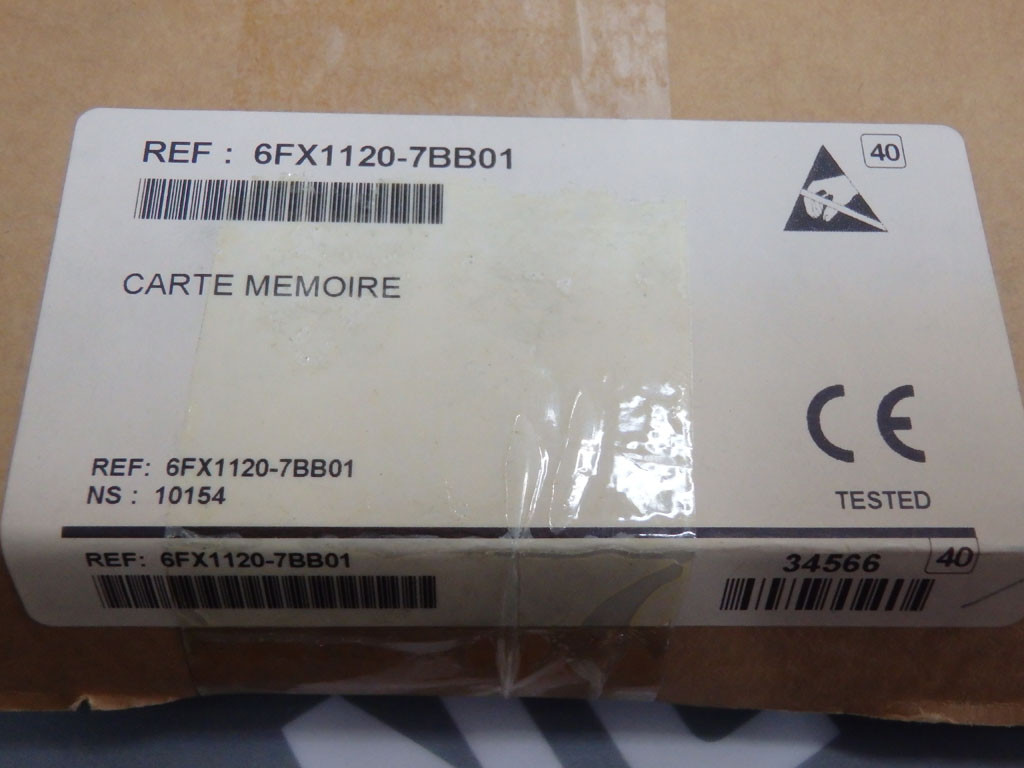 REF : 6FX1120-7BB01
40
CARTE MEMOIRE
CE
REF: 6FX1120-7BB01
NS : 10154
TESTED
REF: 6FX1120-7BB01
34566
40